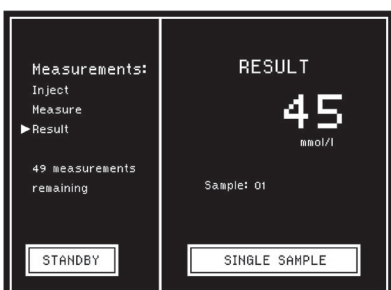 Measurements:
Inject
Measure
▶Result
49 measurements
remaining
STANDBY
RESULT
45
mmol/l
Sample: 01
SINGLE SAMPLE